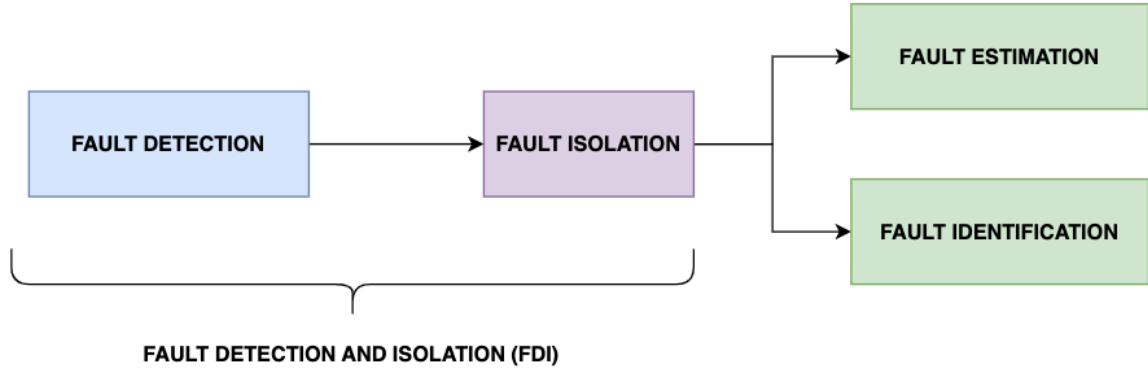 FAULT DETECTION
FAULT ISOLATION
FAULT ESTIMATION
FAULT IDENTIFICATION
FAULT DETECTION AND ISOLATION (FDI)